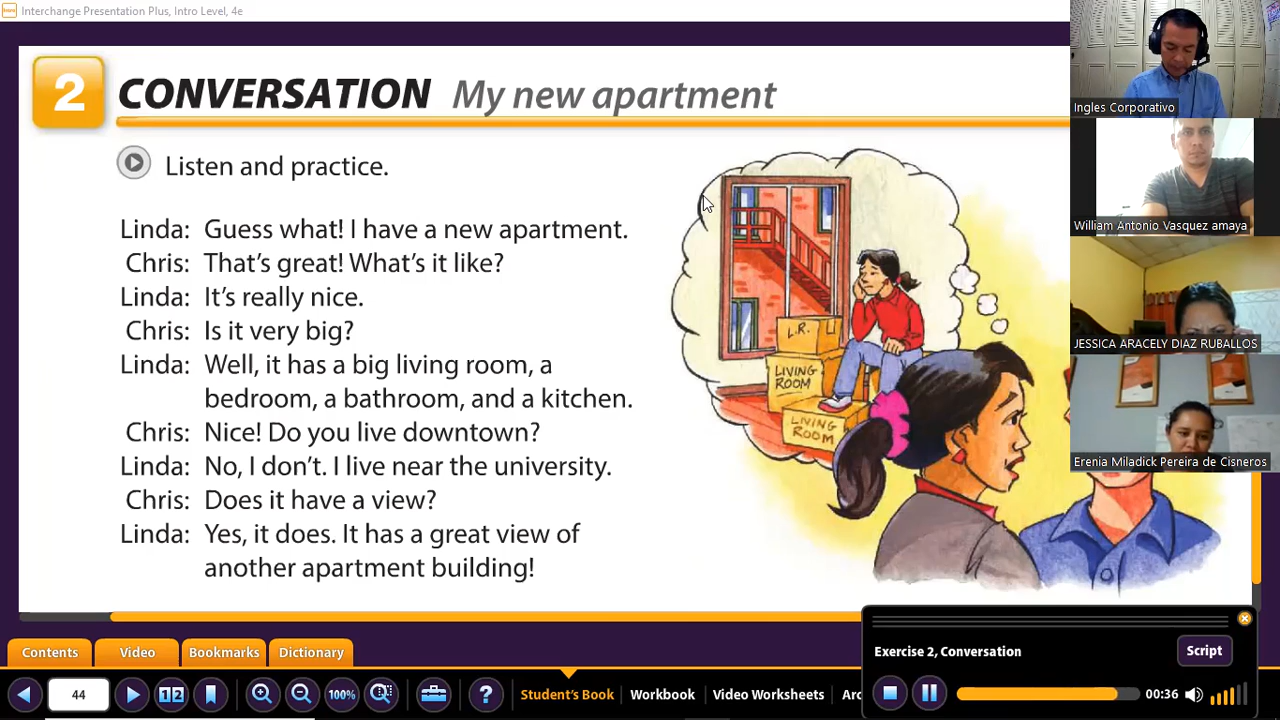 Interchange Presentation Plus, Intro Level, 4e
2 CONVERSATION My new apartment
Listen and practice.
Linda: Guess what! I have a new apartment.
Chris: That's great! What's it like?
Linda: It's really nice.
Chris: Is it very big?
Linda: Well, it has a big living room, a
bedroom, a bathroom, and a kitchen.
Chris: Nice! Do you live downtown?
Linda: No, I don't. I live near the university.
Chris: Does it have a view?
Linda: Yes, it does. It has a great view of
another apartment building!
L.R.
LIVING
ROOM
LIVING
ROOM
Ingles Corporativo
William Antonio Vasquez amaya
JESSICA ARACELY DIAZ RUBALLOS
Erenia Miladick Pereira de Cisneros
Exercise 2, Conversation
Script
00:36
Contents
Video
Bookmarks
Dictionary
44
1 2
100%
?
Student's Book
Workbook
Video Worksheets
Arc